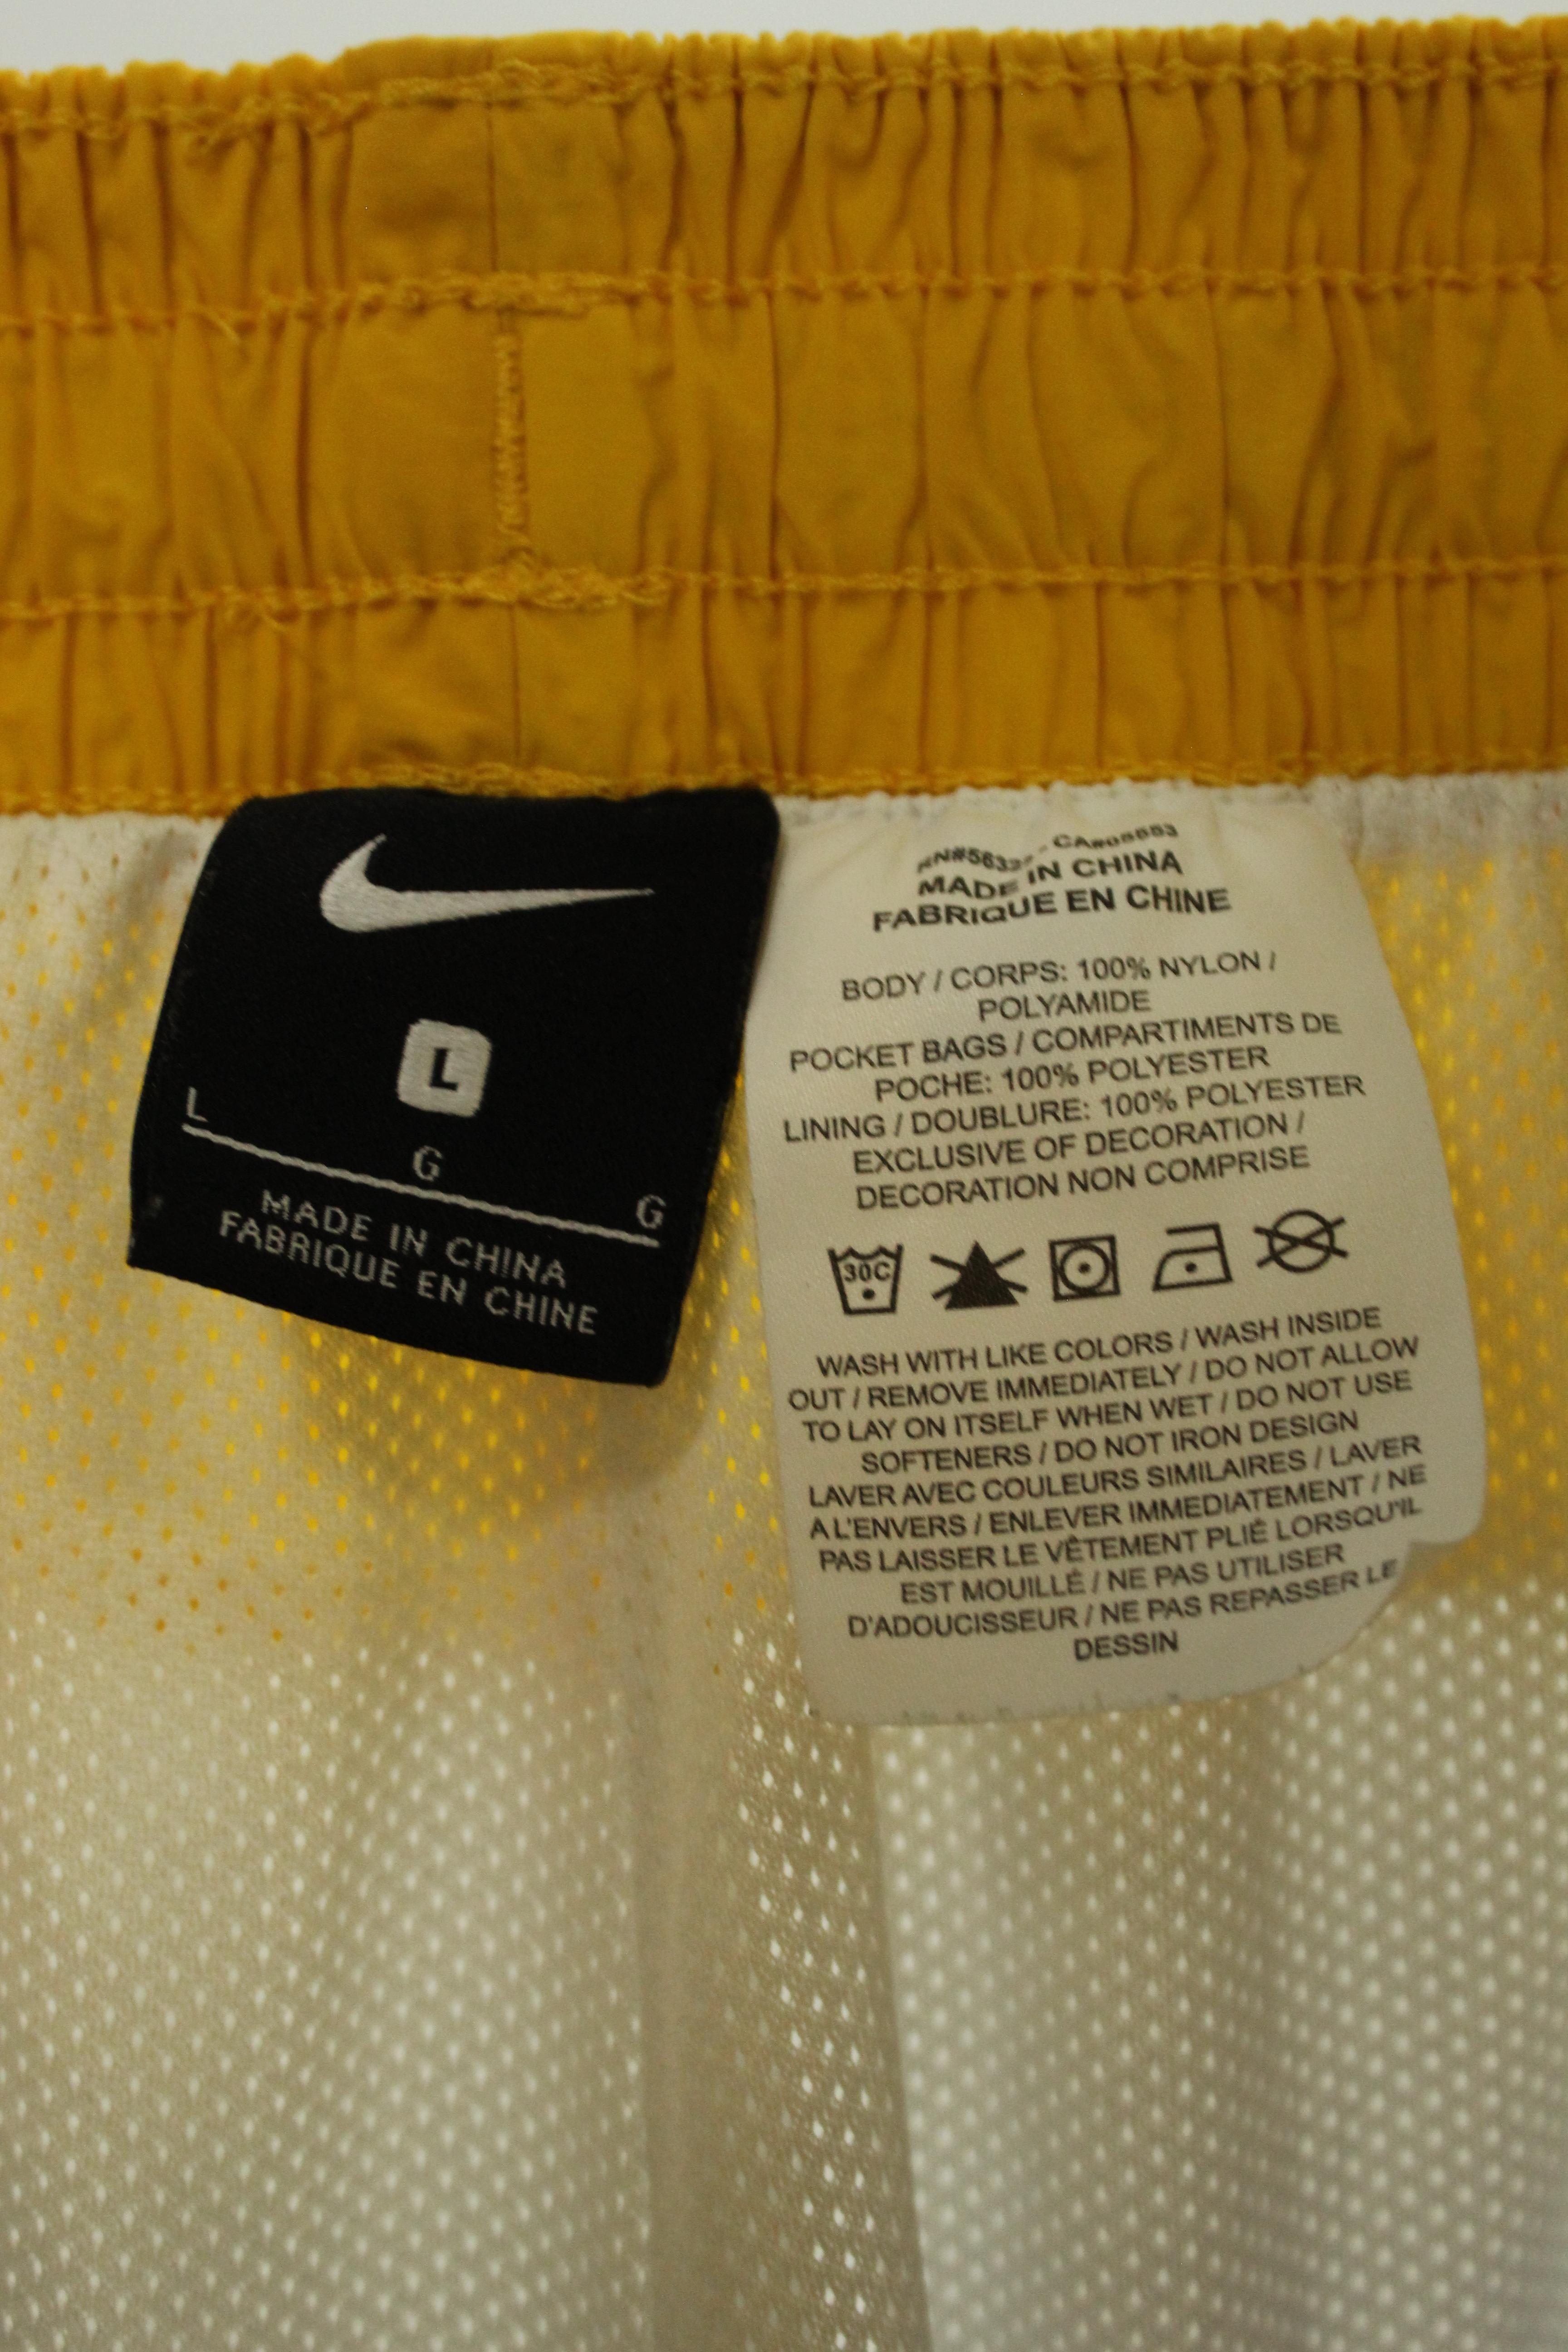 L
L
G
G
MADE IN CHINA
FABRIQUE EN CHINE
MADE IN CHINA
FABRIQUE EN CHINE
BODY / CORPS: 100% NYLON /
POLYAMIDE
POCKET BAGS / COMPARTIMENTS DE
POCHE: 100% POLYESTER
LINING / DOUBLURE: 100% POLYESTER
EXCLUSIVE OF DECORATION /
DECORATION NON COMPRISE
30C
WASH WITH LIKE COLORS / WASH INSIDE
OUT / REMOVE IMMEDIATELY / DO NOT ALLOW
TO LAY ON ITSELF WHEN WET / DO NOT USE
SOFTENERS / DO NOT IRON DESIGN
LAVER AVEC COULEURS SIMILAIRES / LAVER
A L'ENVERS / ENLEVER IMMEDIATEMENT / NE
PAS LAISSER LE VÊTEMENT PLIÉ LORSQU'IL
EST MOUILLÉ / NE PAS UTILISER
D'ADOUCISSEUR / NE PAS REPASSER LE
DESSIN